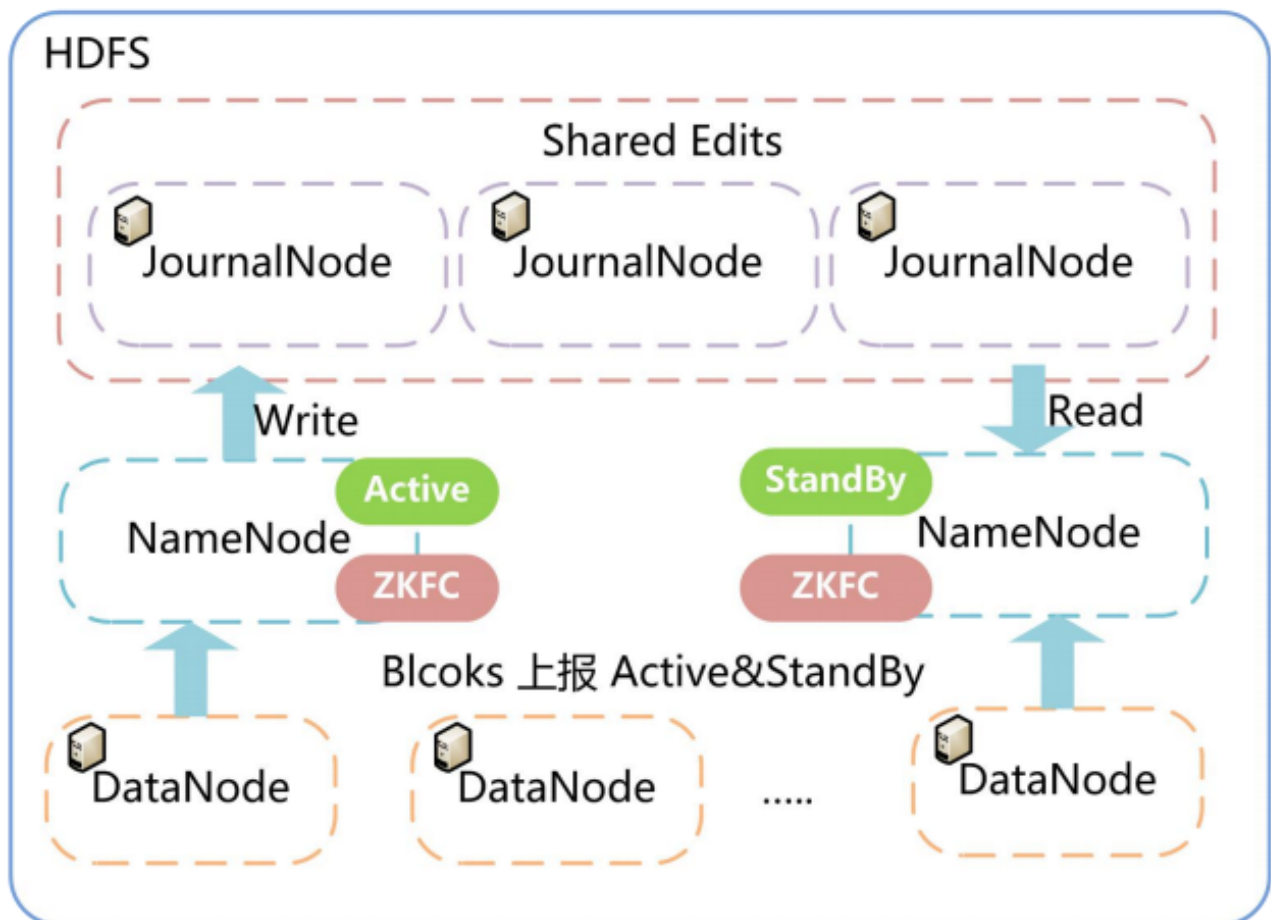 HDFS
Shared Edits
JournalNode
JournalNode
JournalNode
Write
Read
Active
StandBy
NameNode
NameNode
ZKFC
ZKFC
Blcoks 上报 Active&StandBy
DataNode
DataNode
.....
DataNode